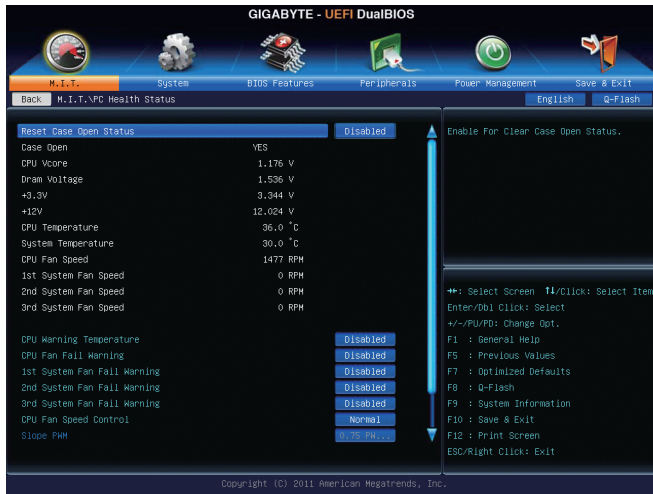 GIGABYTE - UEFI DualBIOS
M.I.T. System BIOS Features Peripherals Power Management Save & Exit
Back M.I.T.\PC Health Status English Q-Flash
Reset Case Open Status Disabled
Case Open YES
CPU Vcore 1.176 V
Dram Voltage 1.536 V
+3.3V 3.344 V
+12V 12.024 V
CPU Temperature 36.0 °C
System Temperature 30.0 °C
CPU Fan Speed 1477 RPM
1st System Fan Speed 0 RPM
2nd System Fan Speed 0 RPM
3rd System Fan Speed 0 RPM
CPU Warning Temperature Disabled
CPU Fan Fail Warning Disabled
1st System Fan Fail Warning Disabled
2nd System Fan Fail Warning Disabled
3rd System Fan Fail Warning Disabled
CPU Fan Speed Control Normal
Slope PWM 0.75 PW...
Enable For Clear Case Open Status.
→←: Select Screen ↑↓/Click: Select Item
Enter/Dbl Click: Select
+/-/PU/PD: Change Opt.
F1 : General Help
F5 : Previous Values
F7 : Optimized Defaults
F8 : Q-Flash
F9 : System Information
F10 : Save & Exit
F12 : Print Screen
ESC/Right Click: Exit
Copyright (C) 2011 American Megatrends, Inc.